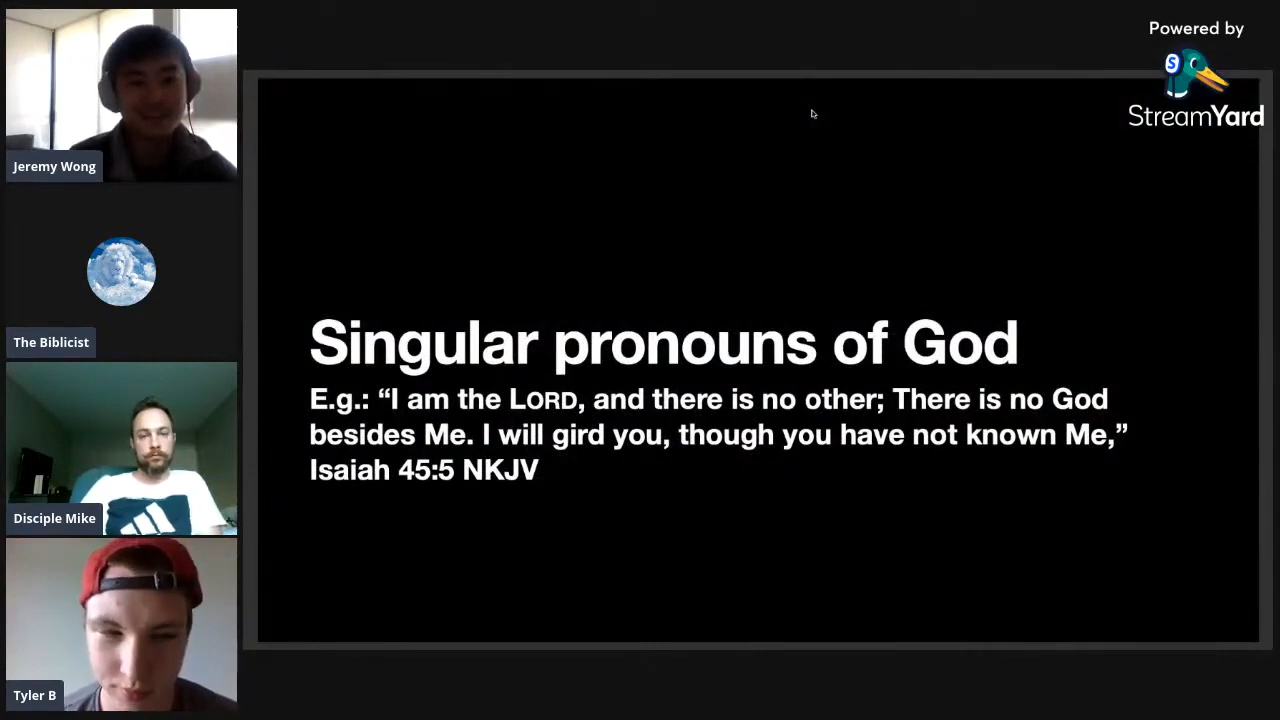 Powered by
StreamYard
Jeremy Wong
The Biblicist
Disciple Mike
Tyler B
Singular pronouns of God
E.g.: “I am the LORD, and there is no other; There is no God
besides Me. I will gird you, though you have not known Me,”
Isaiah 45:5 NKJV